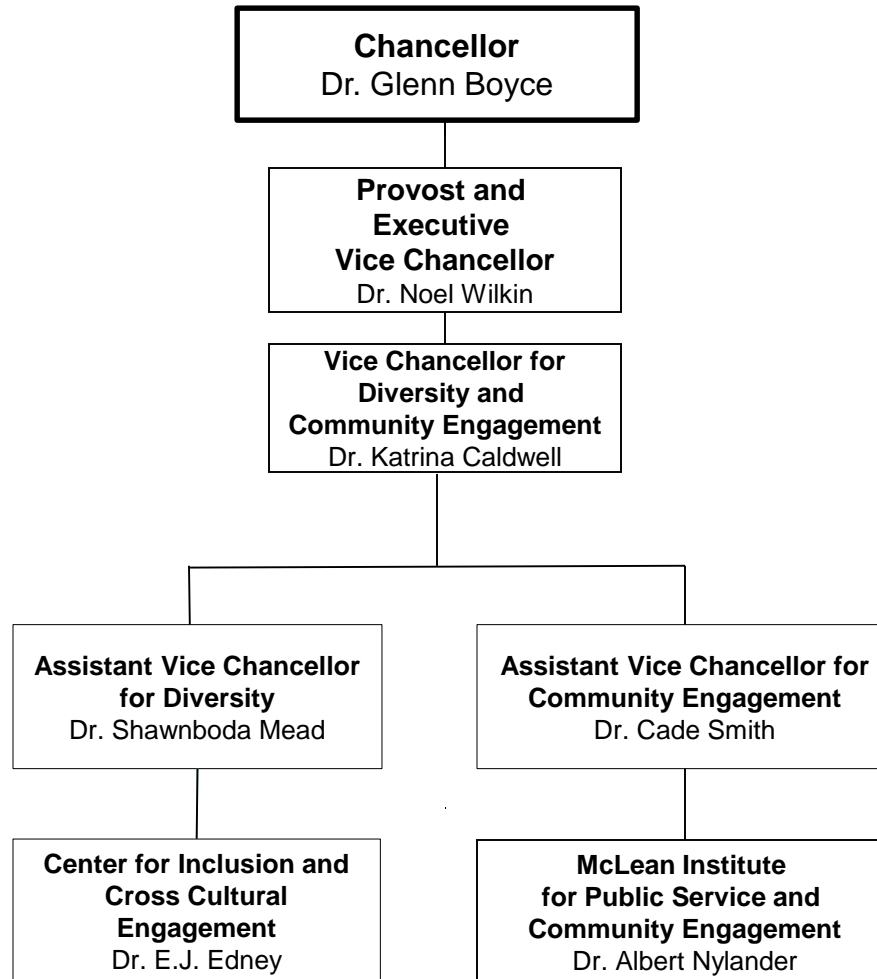 Chancellor
Dr. Glenn Boyce
Provost and
Executive
Vice Chancellor
Dr. Noel Wilkin
Vice Chancellor for
Diversity and
Community Engagement
Dr. Katrina Caldwell
Assistant Vice Chancellor
for Diversity
Dr. Shawnboda Mead
Assistant Vice Chancellor for
Community Engagement
Dr. Cade Smith
Center for Inclusion and
Cross Cultural
Engagement
Dr. E.J. Edney
McLean Institute
for Public Service and
Community Engagement
Dr. Albert Nylander